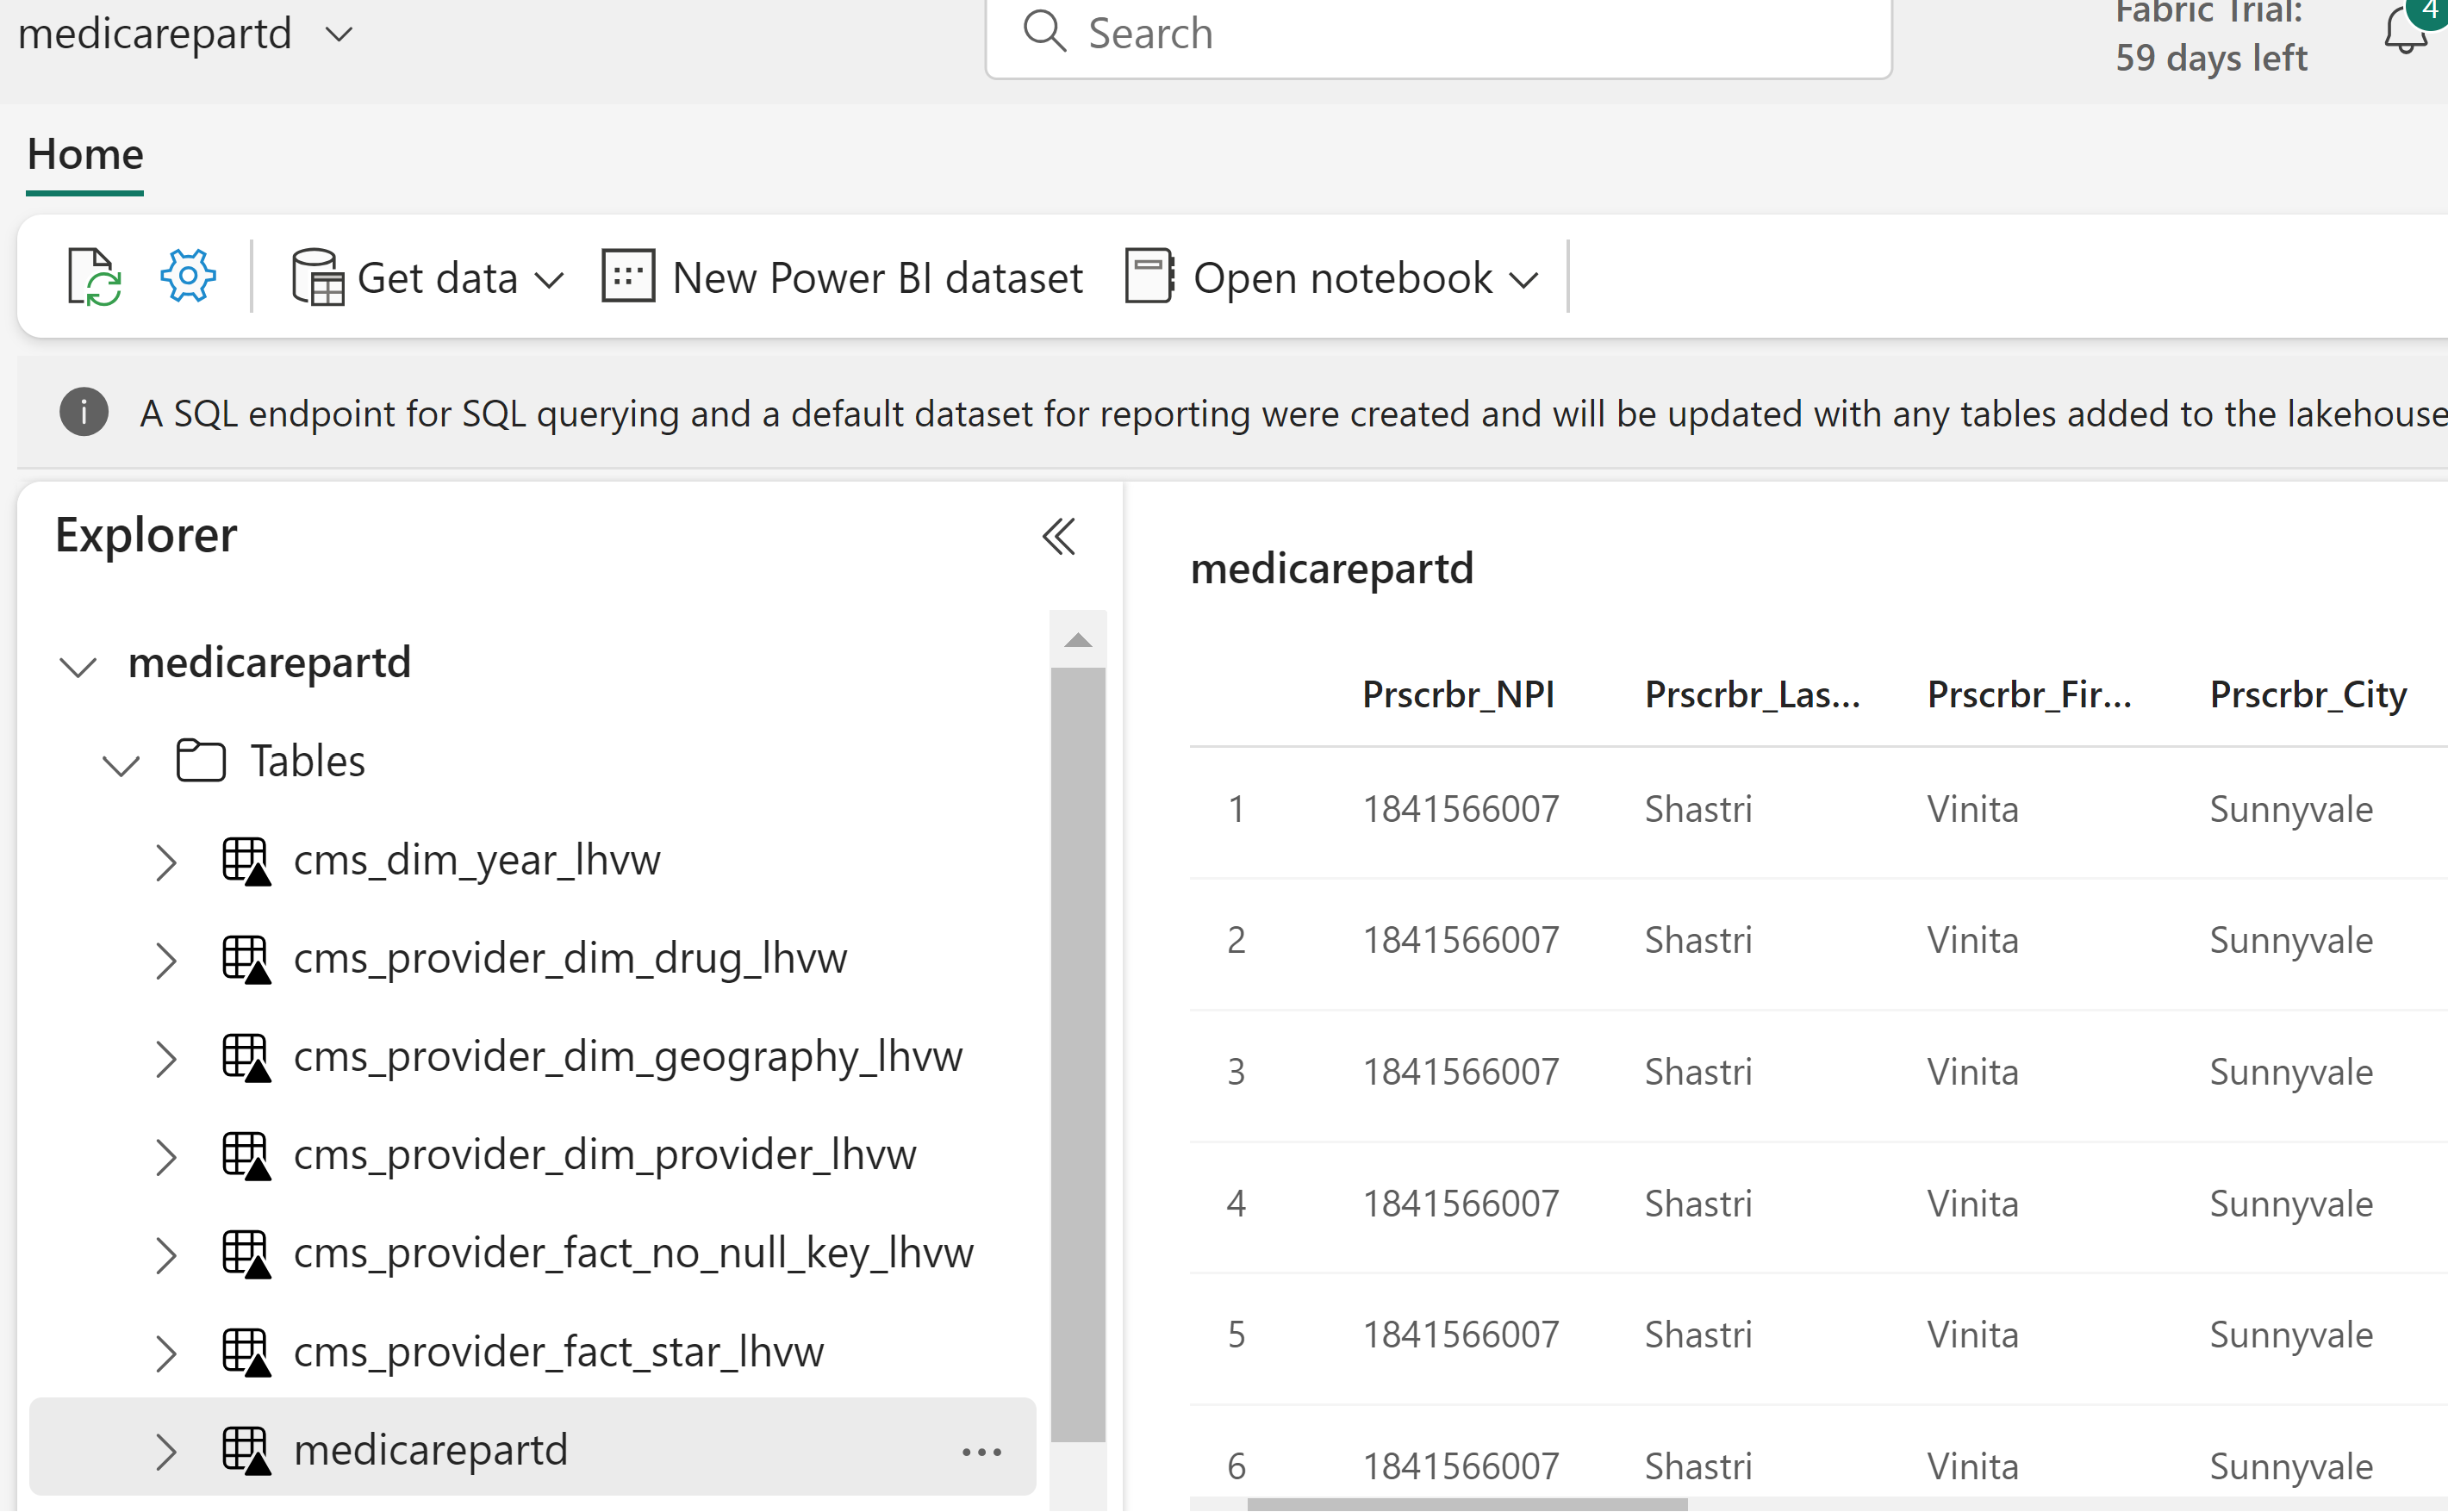 medicarepartd
Search
Fabric Trial:
59 days left
4
Home
Get data
New Power BI dataset
Open notebook
A SQL endpoint for SQL querying and a default dataset for reporting were created and will be updated with any tables added to the lakehouse
Explorer
medicarepartd
Tables
cms_dim_year_lhvw
cms_provider_dim_drug_lhvw
cms_provider_dim_geography_lhvw
cms_provider_dim_provider_lhvw
cms_provider_fact_no_null_key_lhvw
cms_provider_fact_star_lhvw
medicarepartd
...
medicarepartd
Prscrbr_NPI Prscrbr_Las... Prscrbr_Fir... Prscrbr_City
1 1841566007 Shastri Vinita Sunnyvale
2 1841566007 Shastri Vinita Sunnyvale
3 1841566007 Shastri Vinita Sunnyvale
4 1841566007 Shastri Vinita Sunnyvale
5 1841566007 Shastri Vinita Sunnyvale
6 1841566007 Shastri Vinita Sunnyvale